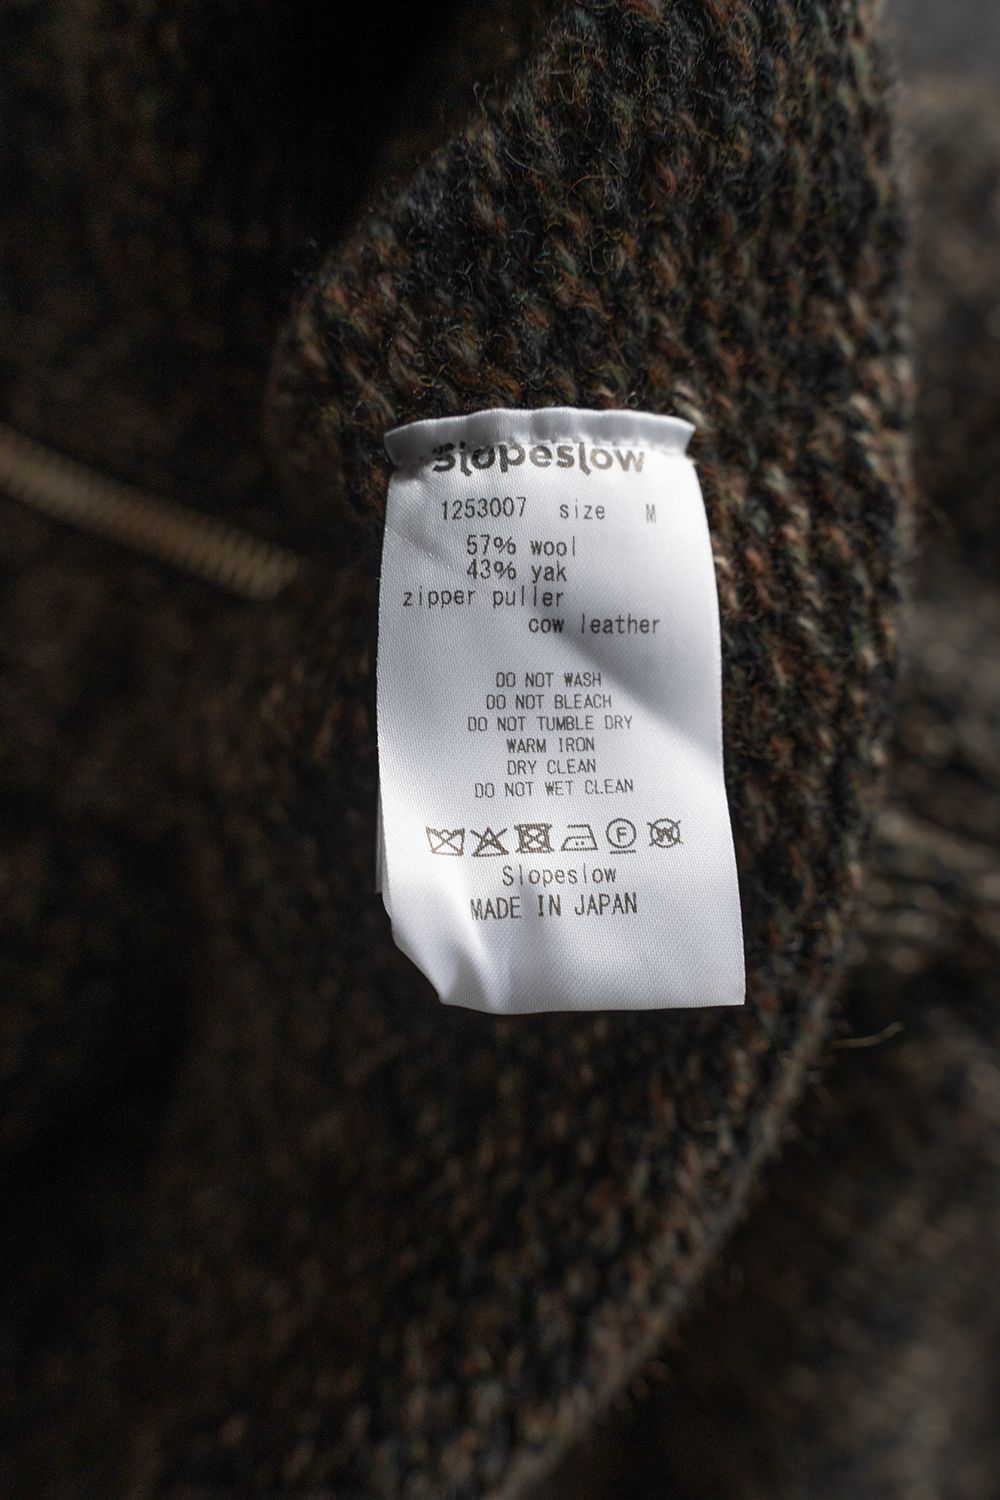 Slopeslow
1253007 size M
57% wool
43% yak
zipper puller
cow leather
DO NOT WASH
DO NOT BLEACH
DO NOT TUMBLE DRY
WARM IRON
DRY CLEAN
DO NOT WET CLEAN
F W
Slopeslow
MADE IN JAPAN